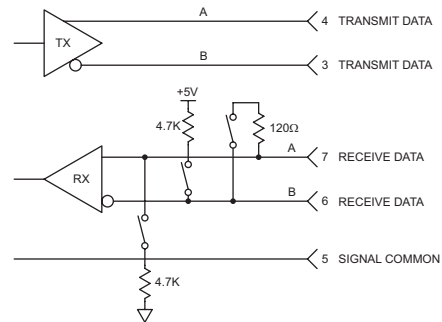 A
4 TRANSMIT DATA
TX
B
3 TRANSMIT DATA
+5V
4.7K
120Ω
A
7 RECEIVE DATA
RX
B
6 RECEIVE DATA
5 SIGNAL COMMON
4.7K